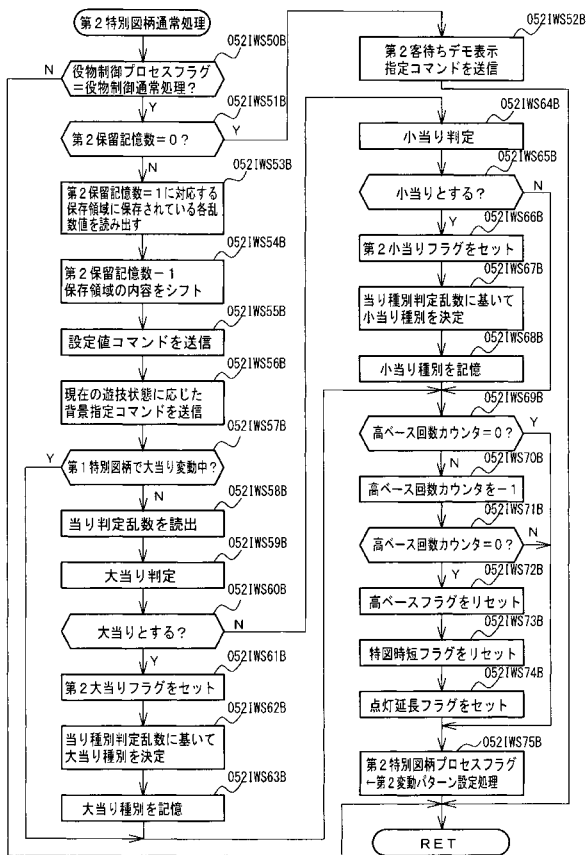 第2特別図柄通常処理
052IWS50B
N
役物制御プロセスフラグ
=役物制御通常処理?
Y
052IWS51B
第2保留記憶数=0?
Y
N
052IWS53B
第2保留記憶数=1に対応する
保存領域に保存されている各乱
数値を読み出す
052IWS54B
第2保留記憶数-1
保存領域の内容をシフト
052IWS55B
設定値コマンドを送信
052IWS56B
現在の遊技状態に応じた
背景指定コマンドを送信
052IWS57B
Y
第1特別図柄で大当り変動中?
N
052IWS58B
当り判定乱数を読出
052IWS59B
大当り判定
052IWS60B
大当りとする?
N
Y
052IWS61B
第2大当りフラグをセット
052IWS62B
当り種別判定乱数に基いて
大当り種別を決定
052IWS63B
大当り種別を記憶
052IWS52B
第2客待ちデモ表示
指定コマンドを送信
052IWS64B
小当り判定
052IWS65B
小当りとする?
N
Y
052IWS66B
第2小当りフラグをセット
052IWS67B
当り種別判定乱数に基いて
小当り種別を決定
052IWS68B
小当り種別を記憶
052IWS69B
高ベース回数カウンタ=0?
Y
N
052IWS70B
高ベース回数カウンタを-1
052IWS71B
高ベース回数カウンタ=0?
N
Y
052IWS72B
高ベースフラグをリセット
052IWS73B
特図時短フラグをリセット
052IWS74B
点灯延長フラグをセット
052IWS75B
第2特別図柄プロセスフラグ
←第2変動パターン設定処理
RET